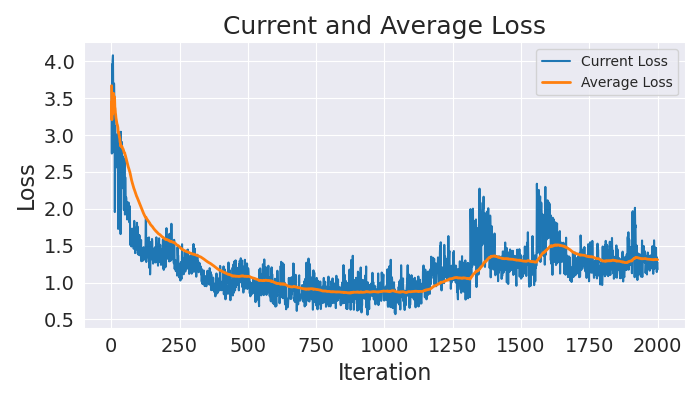 Current and Average Loss
Current Loss
Average Loss
Loss
4.0
3.5
3.0
2.5
2.0
1.5
1.0
0.5
0 250 500 750 1000 1250 1500 1750 2000
Iteration